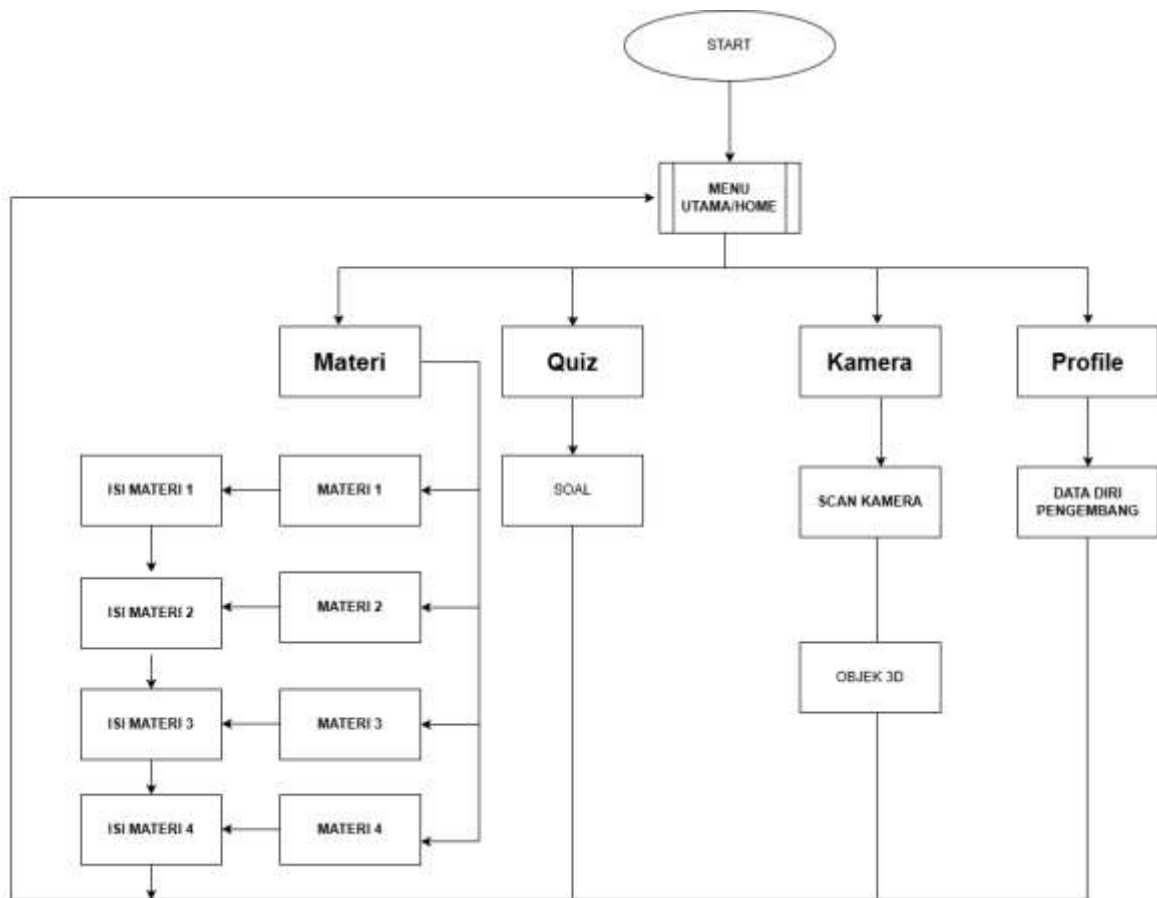 START
MENU
UTAMA/HOME
Materi
Quiz
Kamera
Profile
ISI MATERI 1
MATERI 1
SOAL
SCAN KAMERA
DATA DIRI
PENGEMBANG
ISI MATERI 2
MATERI 2
OBJEK 3D
ISI MATERI 3
MATERI 3
ISI MATERI 4
MATERI 4